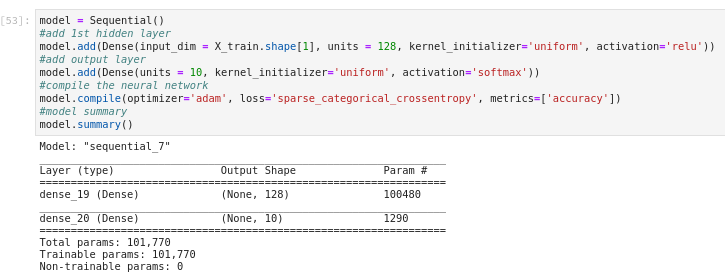 [53]: model = Sequential()
#add 1st hidden layer
model.add(Dense(input_dim = X_train.shape[1], units = 128, kernel_initializer='uniform', activation='relu'))
#add output layer
model.add(Dense(units = 10, kernel_initializer='uniform', activation='softmax'))
#compile the neural network
model.compile(optimizer='adam', loss='sparse_categorical_crossentropy', metrics=['accuracy'])
#model summary
model.summary()
Model: "sequential_7"
Layer (type) Output Shape Param #
dense_19 (Dense) (None, 128) 100480
dense_20 (Dense) (None, 10) 1290
Total params: 101,770
Trainable params: 101,770
Non-trainable params: 0